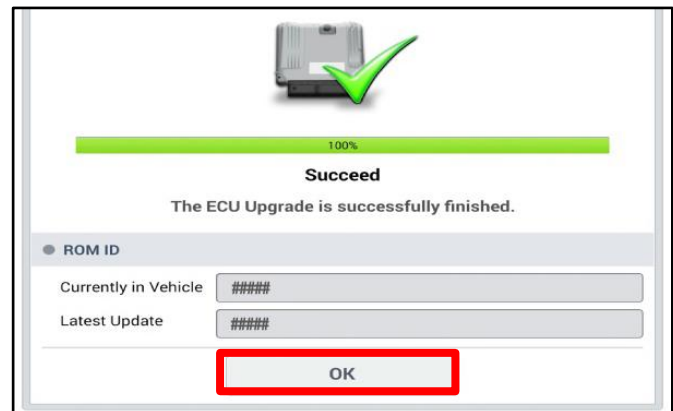 100%
Succeed
The ECU Upgrade is successfully finished.
ROM ID
Currently in Vehicle #####
Latest Update #####
OK